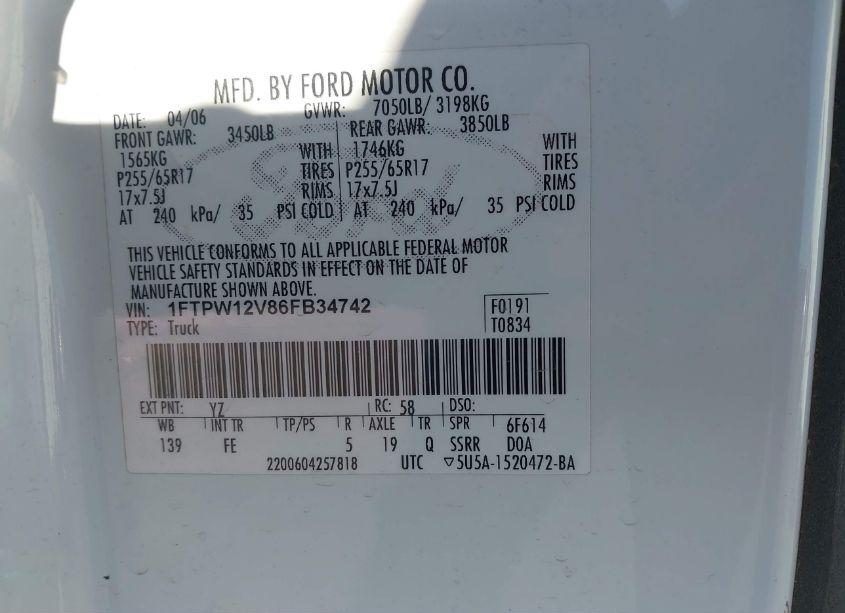 MFD. BY FORD MOTOR CO.
DATE: 04/06 GVWR: 7050LB/ 3198KG
FRONT GAWR: 3450LB REAR GAWR: 3850LB
1565KG WITH 1746KG WITH
P255/65R17 TIRES P255/65R17 TIRES
17x7.5J RIMS 17x7.5J RIMS
AT 240 kPa/ 35 PSI COLD AT 240 kPa/ 35 PSI COLD
Ford
THIS VEHICLE CONFORMS TO ALL APPLICABLE FEDERAL MOTOR
VEHICLE SAFETY STANDARDS IN EFFECT ON THE DATE OF
MANUFACTURE SHOWN ABOVE.
VIN: 1FTPW12V86FB34742 F0191
TYPE: Truck T0834
EXT PNT: YZ RC: 58 DSO:
WB INT TR TP/PS R AXLE TR SPR 6F614
139 FE 5 19 Q SSRR DOA
2200604257818 UTC ▽5U5A-1520472-BA